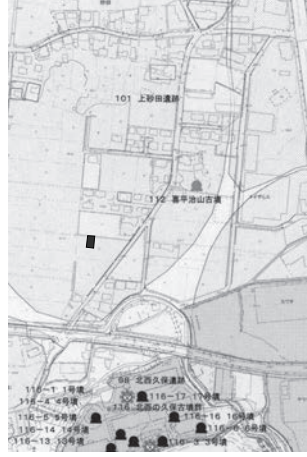 101 上砂田遺跡
112 喜平治山古墳
98 北西久保遺跡
116-1 1号墳
116-17 17号墳
116-4 4号墳
116 北西の久保古墳群
116-5 5号墳
116-16 16号墳
116-14 14号墳
116-6 6号墳
116-13 13号墳
116-3 3号墳